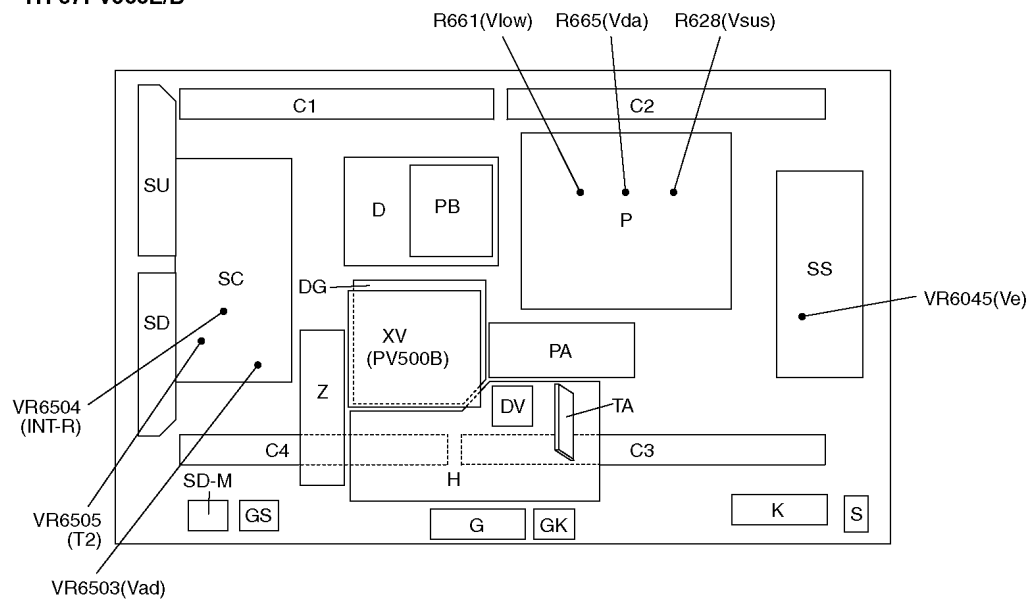 R661(Vlow) R665(Vda) R628(Vsus)
C1 C2
SU
D PB
P
SC
SS
DG
VR6045(Ve)
SD
XV
(PV500B)
PA
Z
DV
TA
VR6504
(INT-R)
C4 C3
H
SD-M
GS
K
S
G GK
VR6505
(T2)
VR6503(Vad)